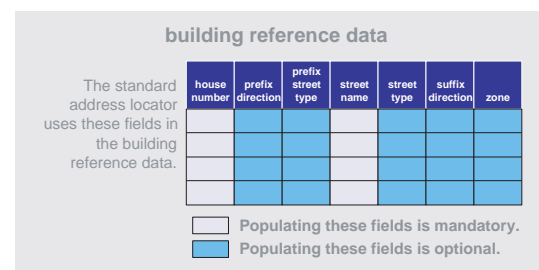 building reference data
The standard
address locator
uses these fields in
the building
reference data.
house number
prefix direction
prefix street type
street name
street type
suffix direction
zone
Populating these fields is mandatory.
Populating these fields is optional.